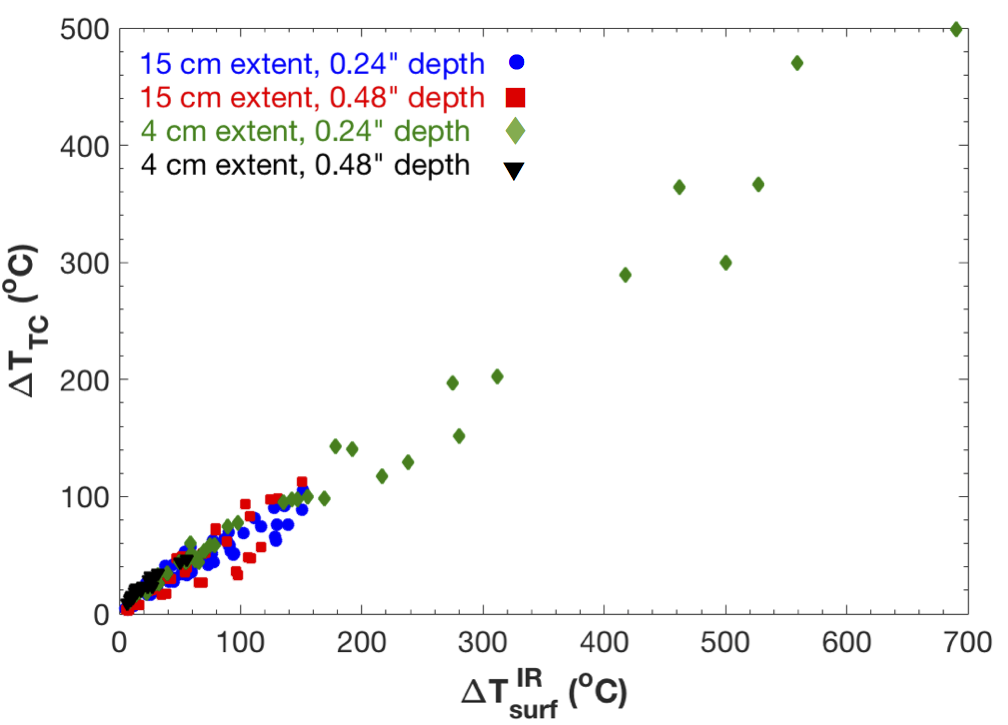 500
400
300
200
100
0
ΔT_TC (°C)
15 cm extent, 0.24" depth
15 cm extent, 0.48" depth
4 cm extent, 0.24" depth
4 cm extent, 0.48" depth
0 100 200 300 400 500 600 700
ΔT_surf^IR (°C)